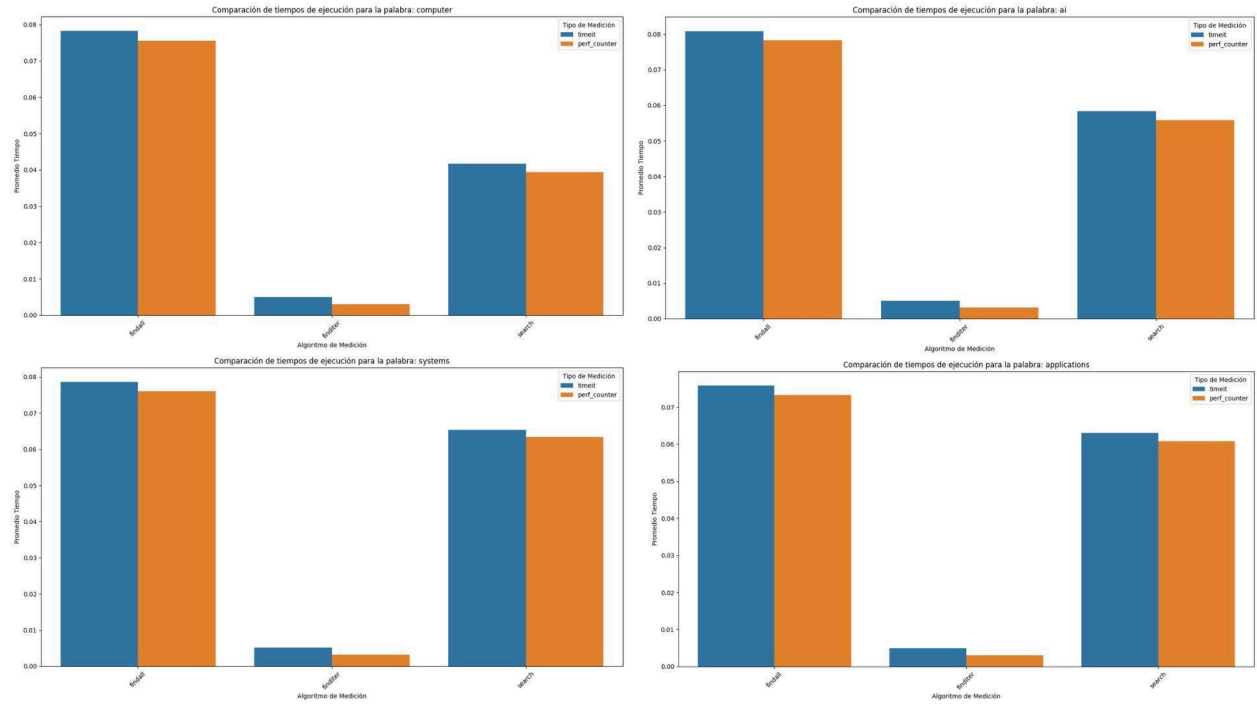 Comparación de tiempos de ejecución para la palabra: computer
Tipo de Medición
timeit
perf_counter
0.08
0.07
0.06
0.05
0.04
0.03
0.02
0.01
0.00
Promedio Tiempo
findall
finditer
search
Algoritmo de Medición
Comparación de tiempos de ejecución para la palabra: ai
Tipo de Medición
timeit
perf_counter
0.08
0.07
0.06
0.05
0.04
0.03
0.02
0.01
0.00
Promedio Tiempo
findall
finditer
search
Algoritmo de Medición
Comparación de tiempos de ejecución para la palabra: systems
Tipo de Medición
timeit
perf_counter
0.08
0.07
0.06
0.05
0.04
0.03
0.02
0.01
0.00
Promedio Tiempo
findall
finditer
search
Algoritmo de Medición
Comparación de tiempos de ejecución para la palabra: applications
Tipo de Medición
timeit
perf_counter
0.07
0.06
0.05
0.04
0.03
0.02
0.01
0.00
Promedio Tiempo
findall
finditer
search
Algoritmo de Medición